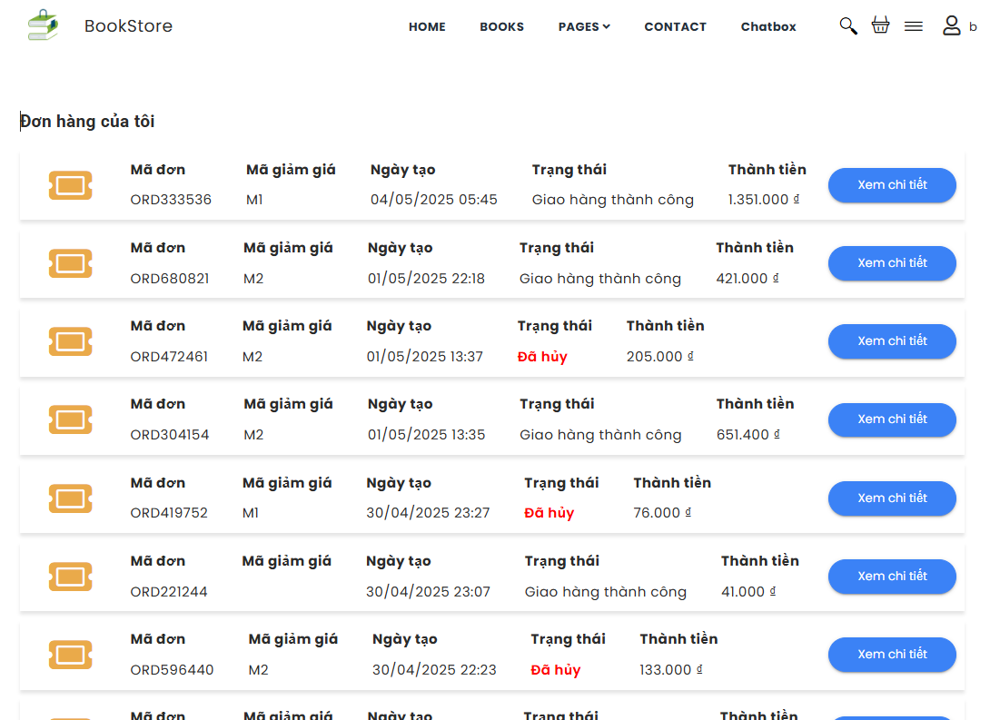 BookStore HOME BOOKS PAGES CONTACT Chatbox b
Đơn hàng của tôi
Mã đơn Mã giảm giá Ngày tạo Trạng thái Thành tiền
ORD333536 M1 04/05/2025 05:45 Giao hàng thành công 1.351.000 ₫
Xem chi tiết
Mã đơn Mã giảm giá Ngày tạo Trạng thái Thành tiền
ORD680821 M2 01/05/2025 22:18 Giao hàng thành công 421.000 ₫
Xem chi tiết
Mã đơn Mã giảm giá Ngày tạo Trạng thái Thành tiền
ORD472461 M2 01/05/2025 13:37 Đã hủy 205.000 ₫
Xem chi tiết
Mã đơn Mã giảm giá Ngày tạo Trạng thái Thành tiền
ORD304154 M2 01/05/2025 13:35 Giao hàng thành công 651.400 ₫
Xem chi tiết
Mã đơn Mã giảm giá Ngày tạo Trạng thái Thành tiền
ORD419752 M1 30/04/2025 23:27 Đã hủy 76.000 ₫
Xem chi tiết
Mã đơn Mã giảm giá Ngày tạo Trạng thái Thành tiền
ORD221244 30/04/2025 23:07 Giao hàng thành công 41.000 ₫
Xem chi tiết
Mã đơn Mã giảm giá Ngày tạo Trạng thái Thành tiền
ORD596440 M2 30/04/2025 22:23 Đã hủy 133.000 ₫
Xem chi tiết
Mã đơn Mã giảm giá Ngày tạo Trạng thái Thành tiền